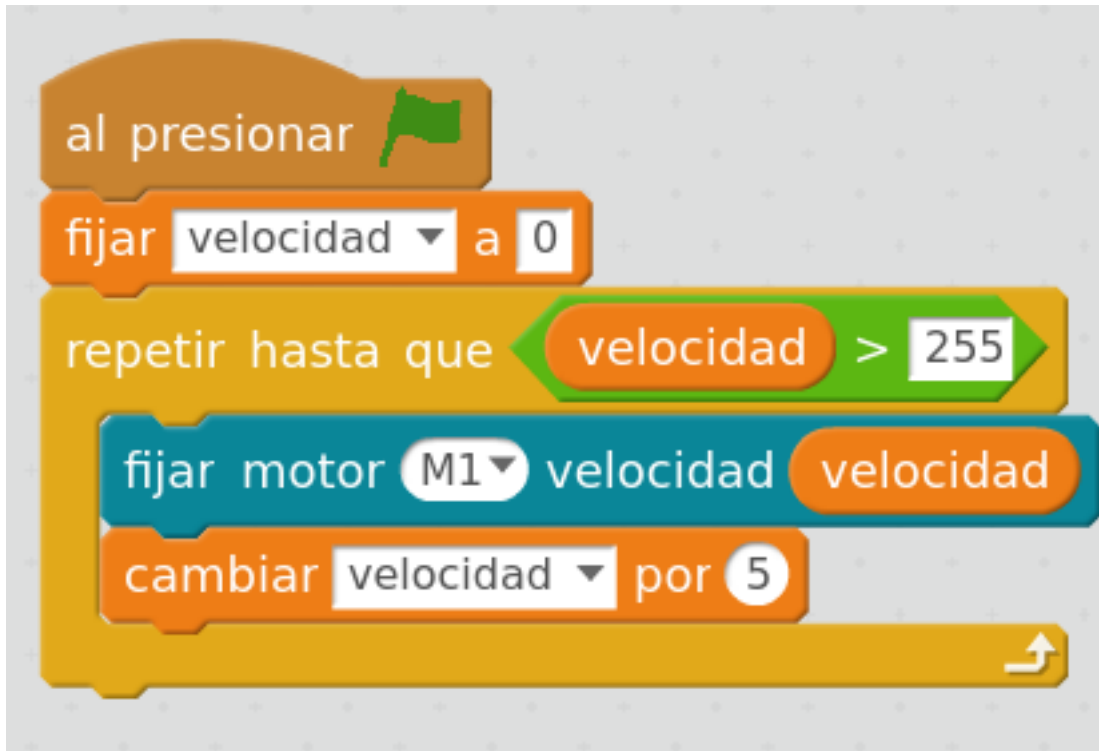 al presionar
fijar velocidad a 0
repetir hasta que velocidad > 255
fijar motor M1 velocidad velocidad
cambiar velocidad por 5